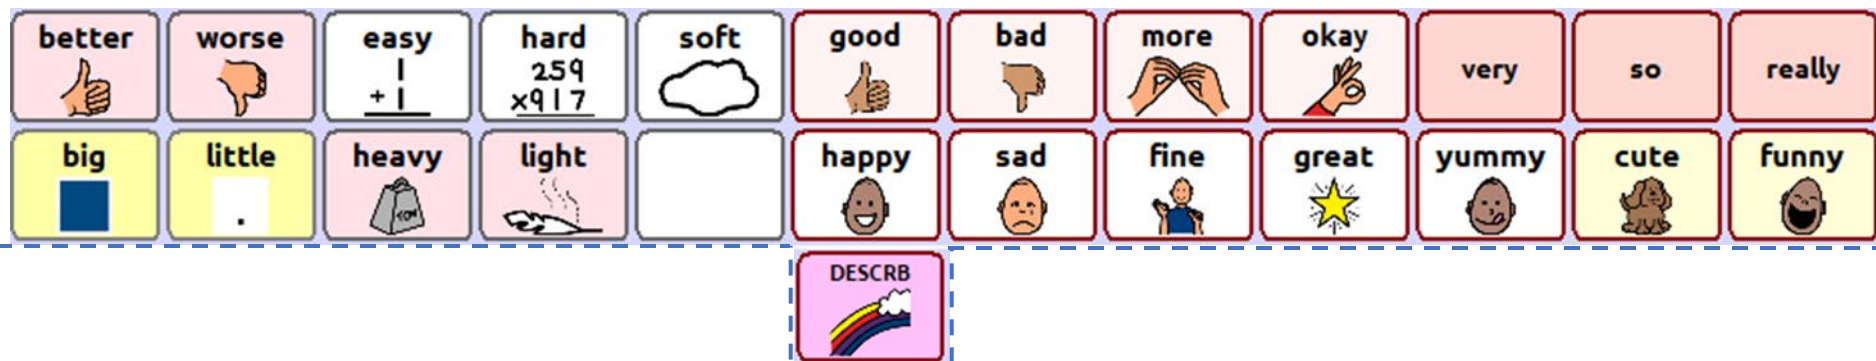 better worse easy hard soft good bad more okay very so really
1 259
+ 1 x917
big little heavy light happy sad fine great yummy cute funny
TON
DESCRB